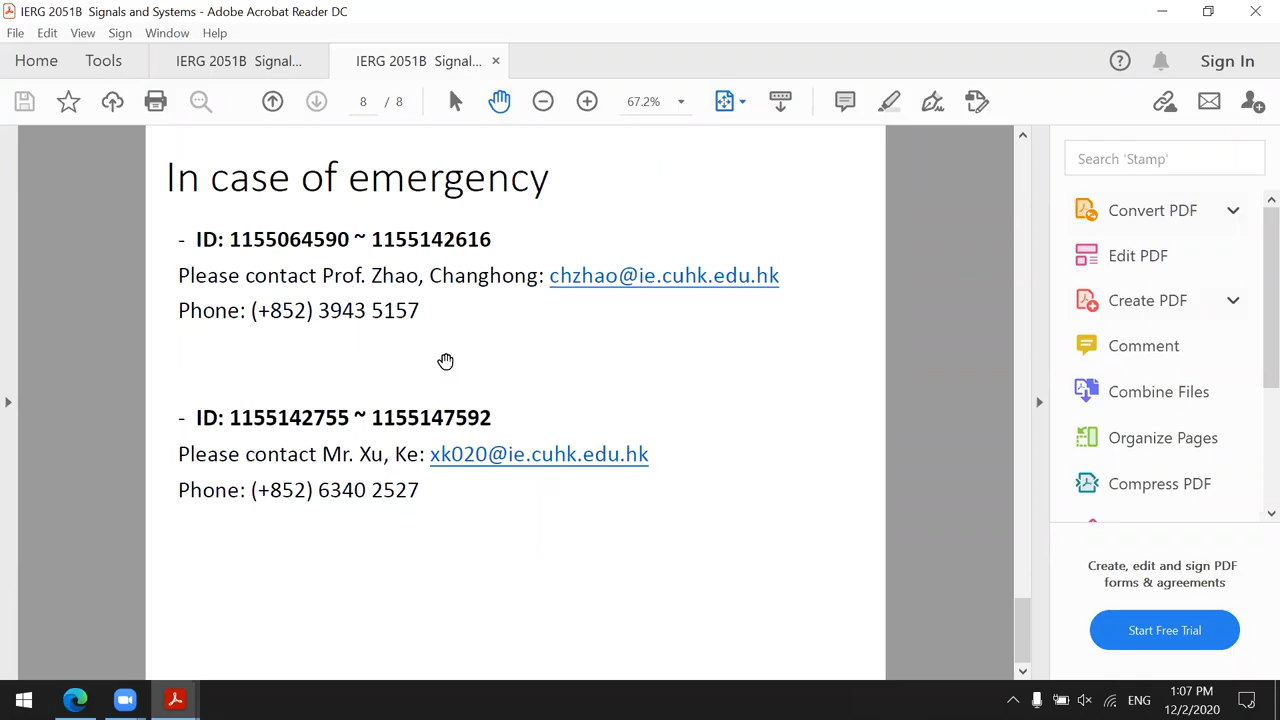 IERG 2051B  Signals and Systems - Adobe Acrobat Reader DC
File Edit View Sign Window Help
Home Tools IERG 2051B  Signal... IERG 2051B  Signal... × Sign In
8 / 8 67.2%
In case of emergency
- ID: 1155064590 ~ 1155142616
Please contact Prof. Zhao, Changhong: chzhao@ie.cuhk.edu.hk
Phone: (+852) 3943 5157
- ID: 1155142755 ~ 1155147592
Please contact Mr. Xu, Ke: xk020@ie.cuhk.edu.hk
Phone: (+852) 6340 2527
Search 'Stamp'
Convert PDF
Edit PDF
Create PDF
Comment
Combine Files
Organize Pages
Compress PDF
Create, edit and sign PDF
forms & agreements
Start Free Trial
ENG
1:07 PM
12/2/2020